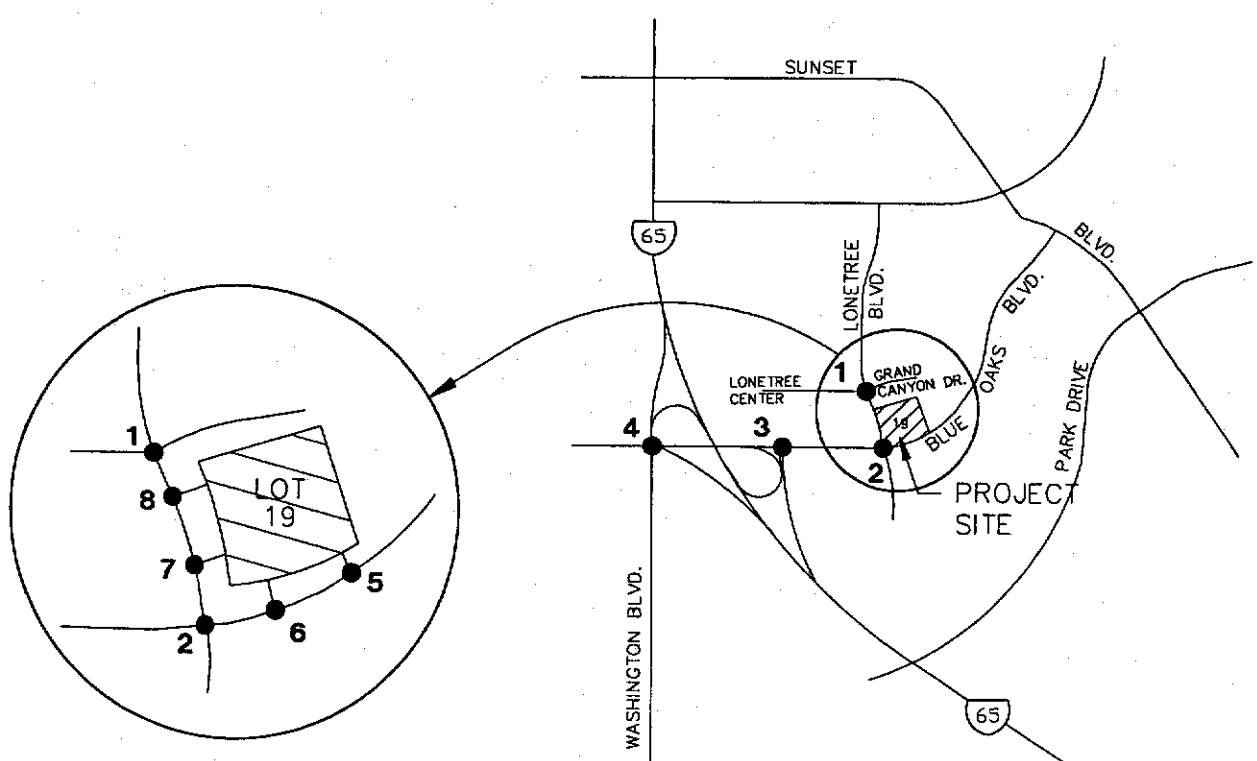 SUNSET
BLVD.
65
LONETREE
BLVD.
BLVD.
OAKS
BLUE
PARK DRIVE
1
GRAND
CANYON DR.
LONETREE
CENTER
19
4
3
2
PROJECT
SITE
WASHINGTON BLVD.
65
1
8
LOT
19
7
5
6
2